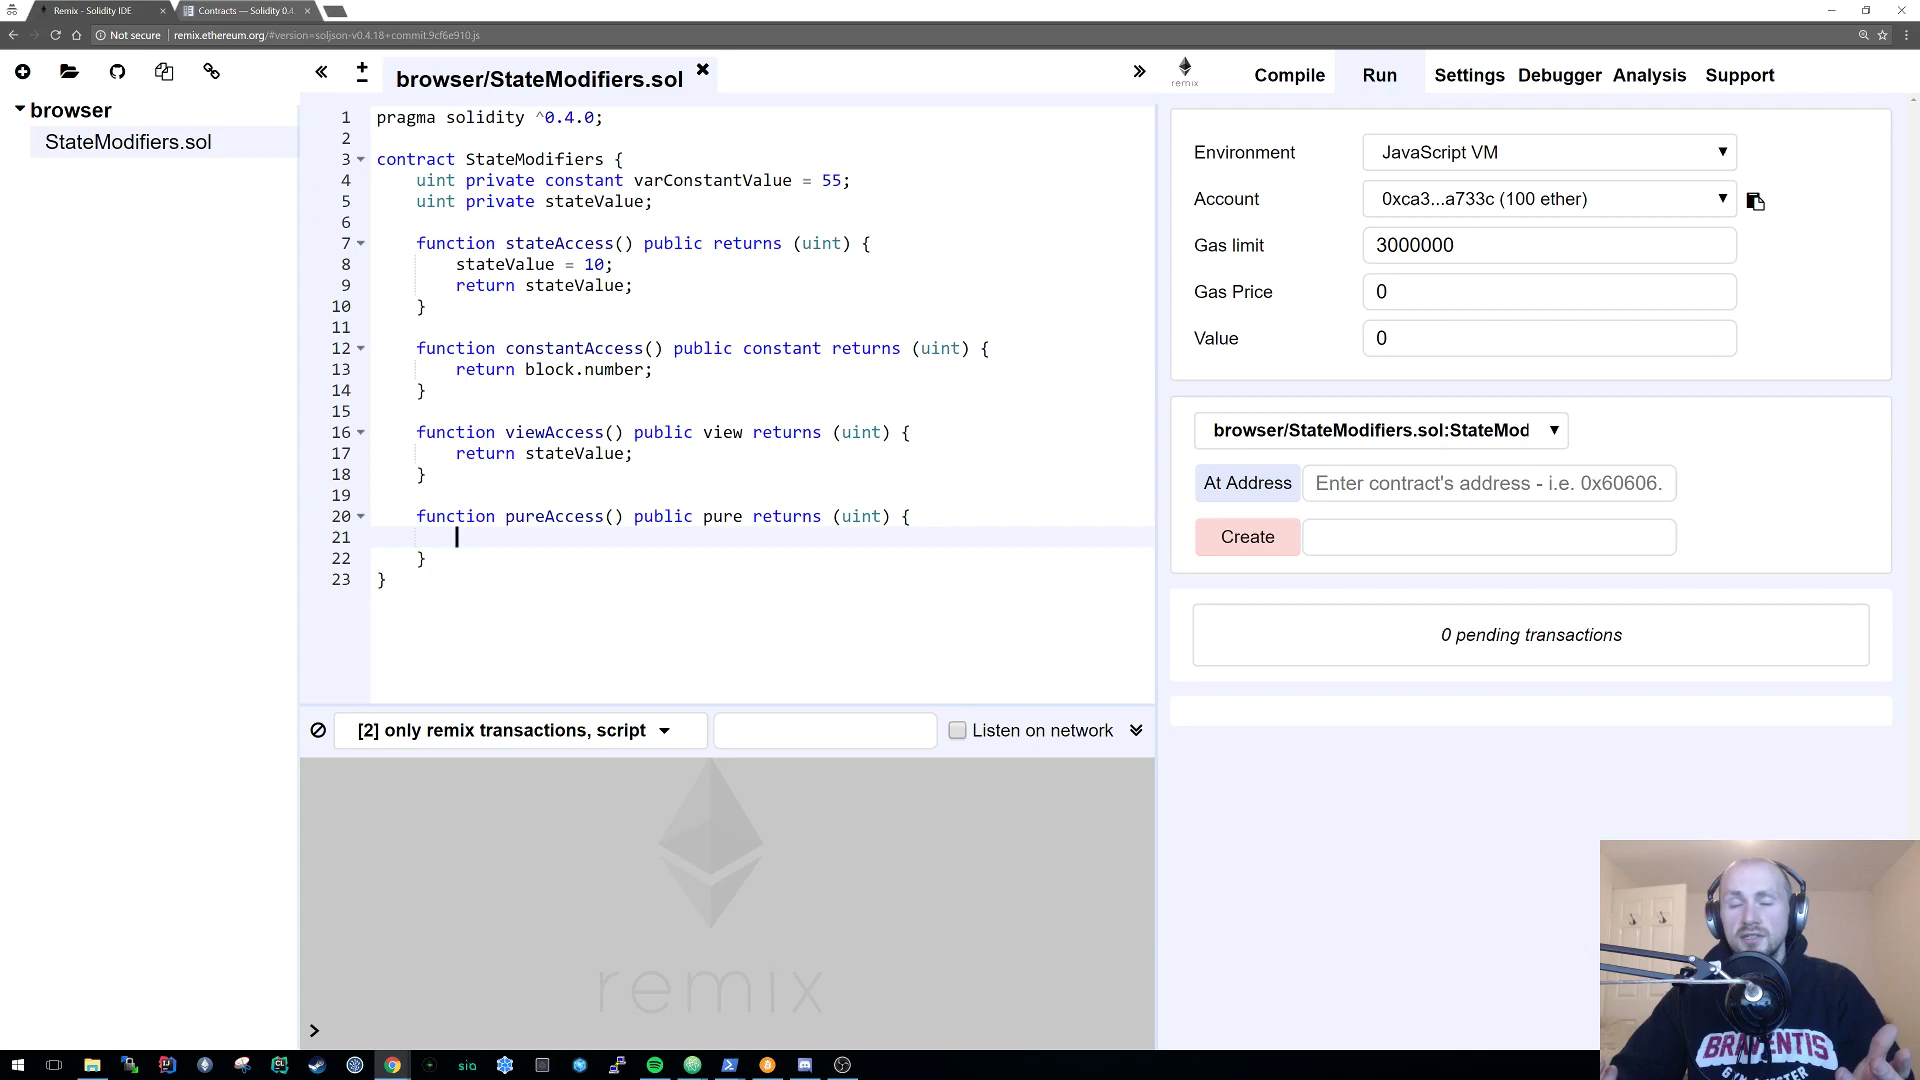 Remix - Solidity IDE
Contracts — Solidity 0.4.
Not secure | remix.ethereum.org/#version=soljson-v0.4.18+commit.9cf6e910.js
browser/StateModifiers.sol
remix
Compile
Run
Settings
Debugger
Analysis
Support
browser
StateModifiers.sol
1 pragma solidity ^0.4.0;
2
3 contract StateModifiers {
4 uint private constant varConstantValue = 55;
5 uint private stateValue;
6
7 function stateAccess() public returns (uint) {
8 stateValue = 10;
9 return stateValue;
10 }
11
12 function constantAccess() public constant returns (uint) {
13 return block.number;
14 }
15
16 function viewAccess() public view returns (uint) {
17 return stateValue;
18 }
19
20 function pureAccess() public pure returns (uint) {
21
22 }
23 }
Environment JavaScript VM
Account 0xca3...a733c (100 ether)
Gas limit 3000000
Gas Price 0
Value 0
browser/StateModifiers.sol:StateMod
At Address Enter contract's address - i.e. 0x60606.
Create
0 pending transactions
[2] only remix transactions, script
Listen on network
remix
>
sia
BRAVENTIS